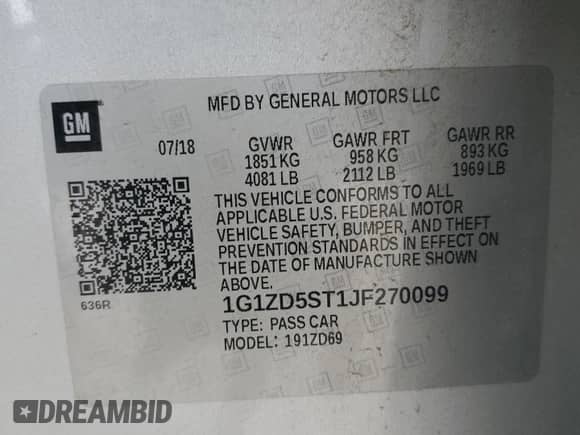 GM
MFD BY GENERAL MOTORS LLC
07/18 GVWR GAWR FRT GAWR RR
1851 KG 958 KG 893 KG
4081 LB 2112 LB 1969 LB
THIS VEHICLE CONFORMS TO ALL
APPLICABLE U.S. FEDERAL MOTOR
VEHICLE SAFETY, BUMPER, AND THEFT
PREVENTION STANDARDS IN EFFECT ON
THE DATE OF MANUFACTURE SHOWN
ABOVE.
636R
1G1ZD5ST1JF270099
TYPE: PASS CAR
MODEL: 191ZD69
DREAMBID